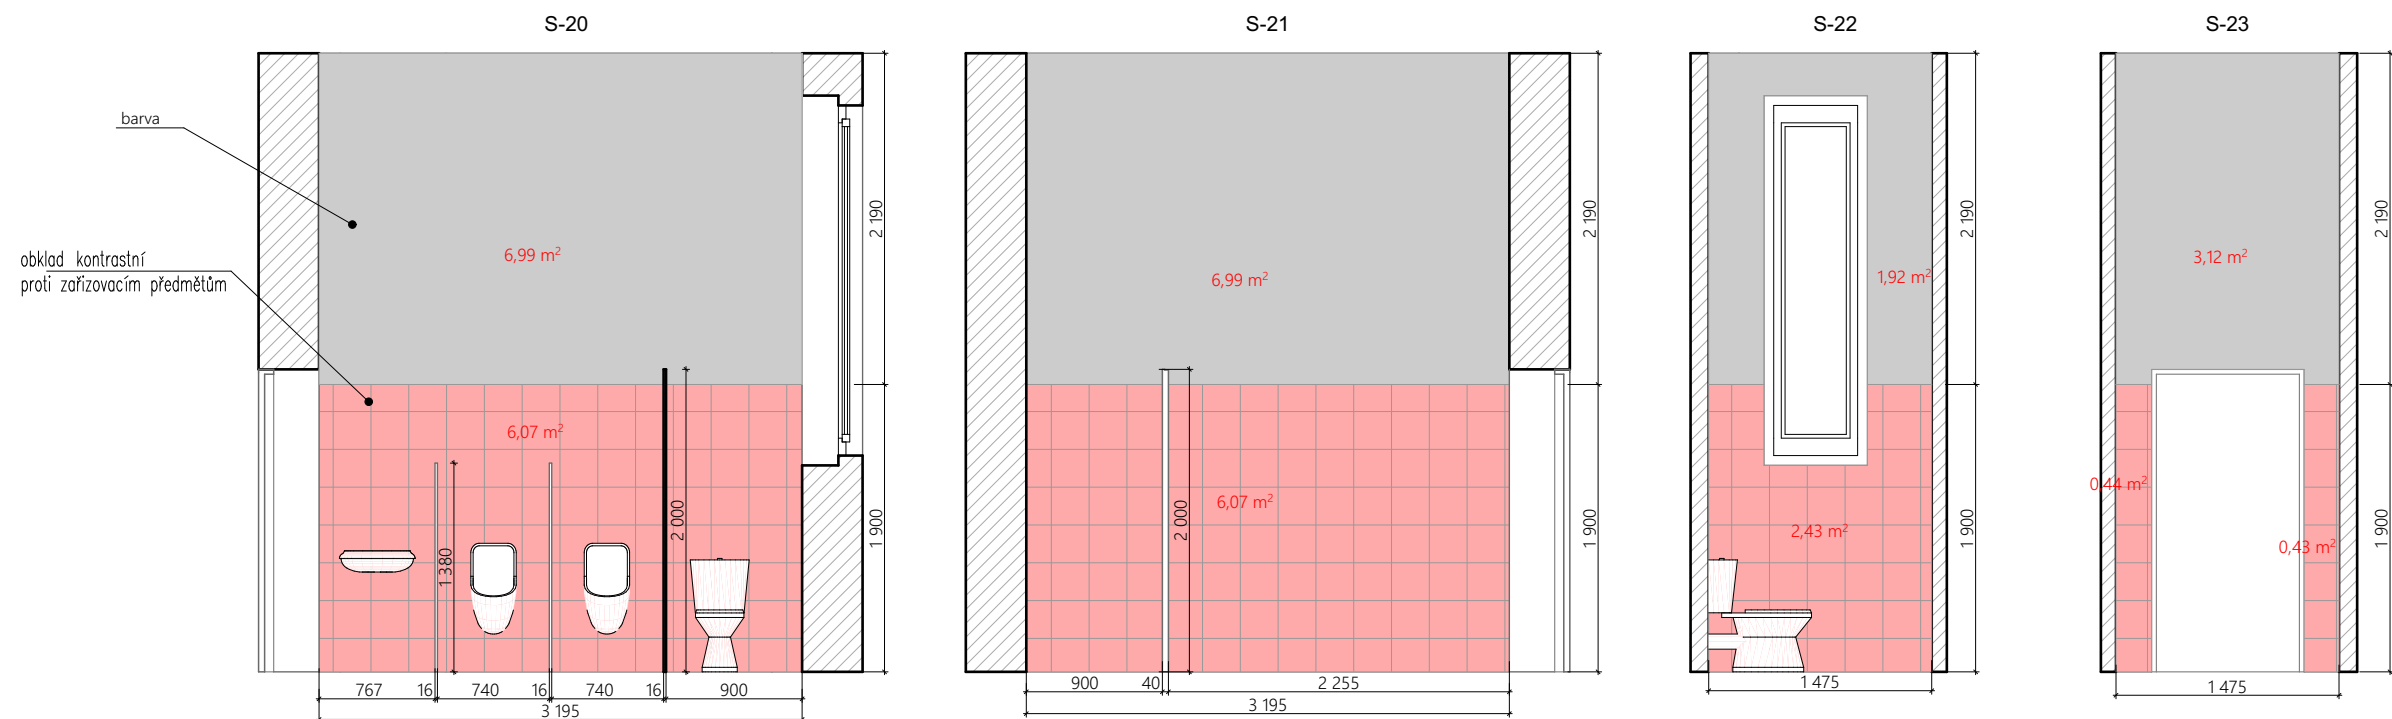 S-20
S-21
S-22
S-23
barva
obklad kontrastní
proti zařizovacím předmětům
6,99 m²
6,07 m²
2 190
1 900
1 380
2 000
767
16
740
16
740
16
900
3 195
6,99 m²
6,07 m²
2 190
1 900
2 000
900
40
2 255
3 195
1,92 m²
2,43 m²
2 190
1 900
1 475
3,12 m²
0,44 m²
0,43 m²
2 190
1 900
1 475